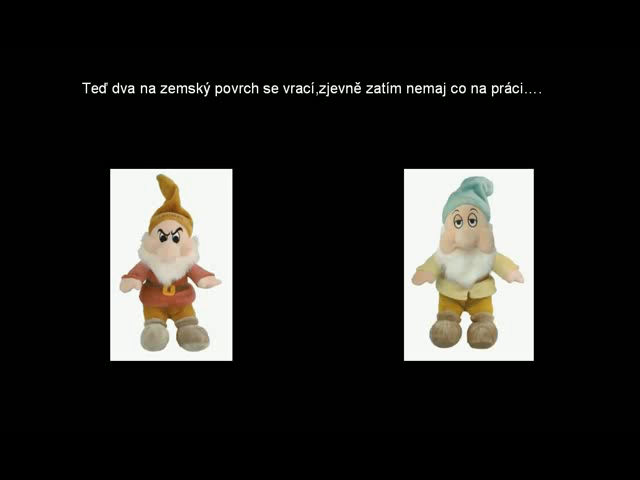 Teď dva na zemský povrch se vrací,zjevně zatím nemaj co na práci….